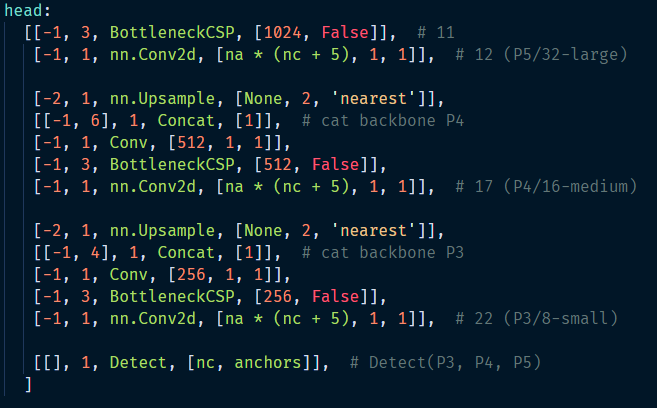 head:
  [[-1, 3, BottleneckCSP, [1024, False]],  # 11
   [-1, 1, nn.Conv2d, [na * (nc + 5), 1, 1]],  # 12 (P5/32-large)

   [-2, 1, nn.Upsample, [None, 2, 'nearest']],
   [[-1, 6], 1, Concat, [1]],  # cat backbone P4
   [-1, 1, Conv, [512, 1, 1]],
   [-1, 3, BottleneckCSP, [512, False]],
   [-1, 1, nn.Conv2d, [na * (nc + 5), 1, 1]],  # 17 (P4/16-medium)

   [-2, 1, nn.Upsample, [None, 2, 'nearest']],
   [[-1, 4], 1, Concat, [1]],  # cat backbone P3
   [-1, 1, Conv, [256, 1, 1]],
   [-1, 3, BottleneckCSP, [256, False]],
   [-1, 1, nn.Conv2d, [na * (nc + 5), 1, 1]],  # 22 (P3/8-small)

   [[], 1, Detect, [nc, anchors]],  # Detect(P3, P4, P5)
  ]